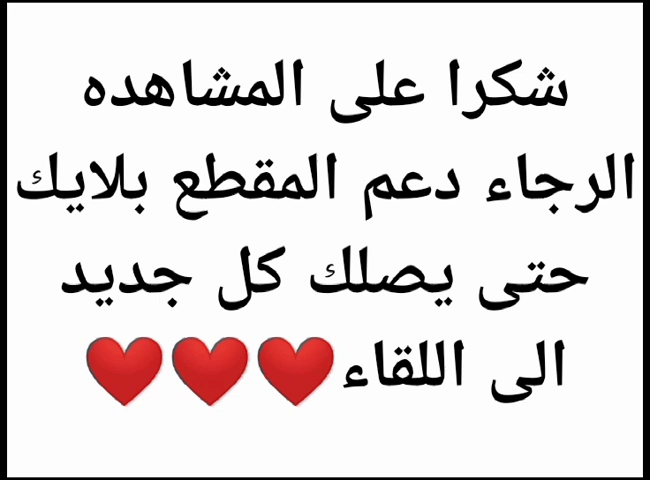 شكرا على المشاهده
الرجاء دعم المقطع بلايك
حتى يصلك كل جديد
الى اللقاء❤️❤️❤️